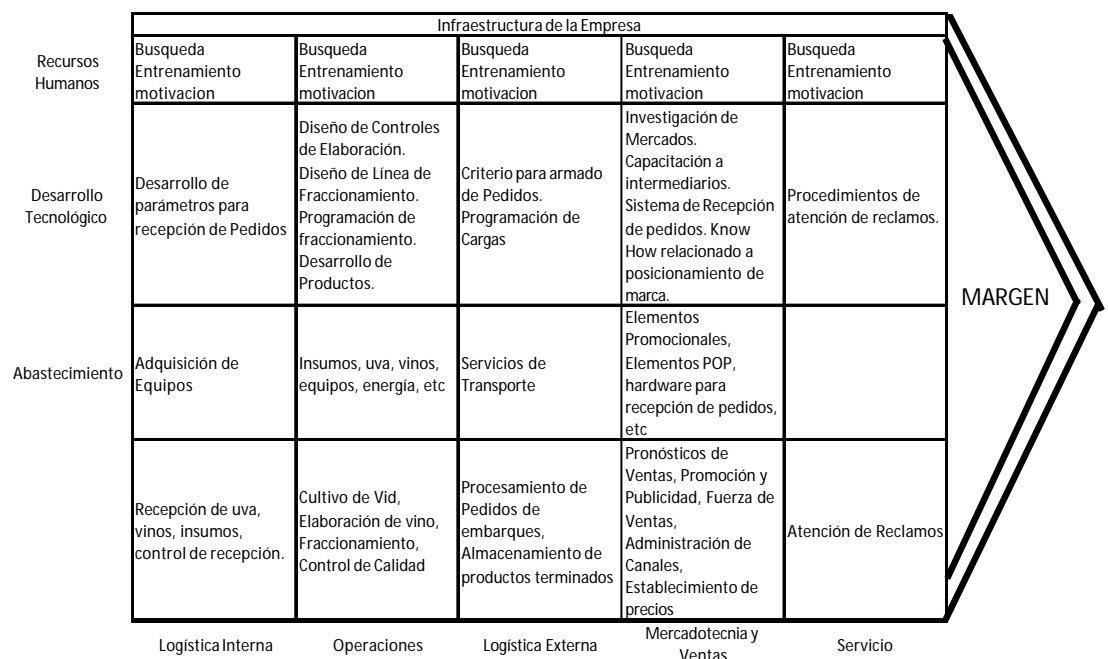 Infraestructura de la Empresa
Recursos
Humanos
Busqueda
Entrenamiento
motivacion
Busqueda
Entrenamiento
motivacion
Busqueda
Entrenamiento
motivacion
Busqueda
Entrenamiento
motivacion
Busqueda
Entrenamiento
motivacion
Desarrollo
Tecnológico
Desarrollo de
parámetros para
recepción de Pedidos
Diseño de Controles
de Elaboración.
Diseño de Línea de
Fraccionamiento.
Programación de
fraccionamiento.
Desarrollo de
Productos.
Criterio para armado
de Pedidos.
Programación de
Cargas
Investigación de
Mercados.
Capacitación a
intermediarios.
Sistema de Recepción
de pedidos. Know
How relacionado a
posicionamiento de
marca.
Procedimientos de
atención de reclamos.
MARGEN
Abastecimiento
Adquisición de
Equipos
Insumos, uva, vinos,
equipos, energía, etc
Servicios de
Transporte
Elementos
Promocionales,
Elementos POP,
hardware para
recepción de pedidos,
etc
Recepción de uva,
vinos, insumos,
control de recepción.
Cultivo de Vid,
Elaboración de vino,
Fraccionamiento,
Control de Calidad
Procesamiento de
Pedidos de
embarques,
Almacenamiento de
productos terminados
Pronósticos de
Ventas, Promoción y
Publicidad, Fuerza de
Ventas,
Administración de
Canales,
Establecimiento de
precios
Atención de Reclamos
Logística Interna
Operaciones
Logística Externa
Mercadotecnia y
Ventas
Servicio